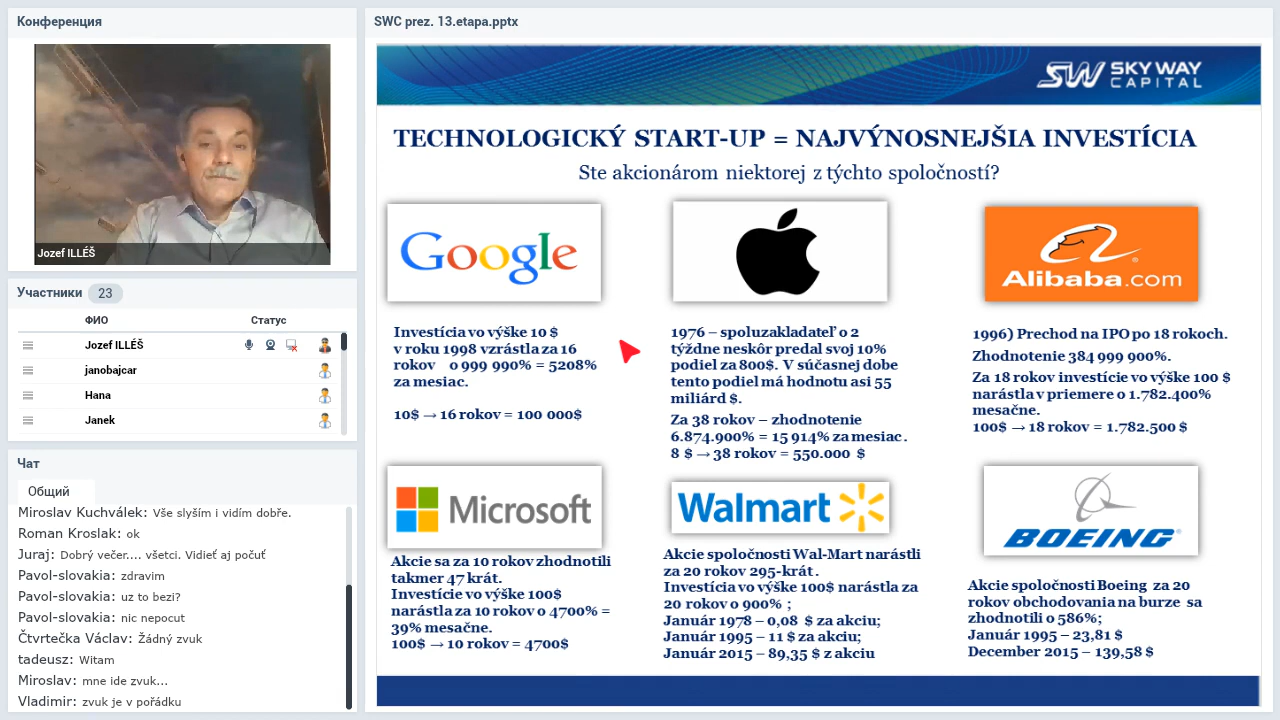 Конференция
Jozef ILLÉŠ
Участники 23
ФИО Статус
Jozef ILLÉŠ
janobajcar
Hana
Janek
Чат
Общий
Miroslav Kuchválek: Vše slyším i vidím dobře.
Roman Kroslak: ok
Juraj: Dobrý večer.... všetci. Vidieť aj počuť
Pavol-slovakia: zdravim
Pavol-slovakia: uz to bezi?
Pavol-slovakia: nic nepocut
Čtvrtečka Václav: Žádný zvuk
tadeusz: Witam
Miroslav: mne ide zvuk...
Vladimir: zvuk je v pořádku
SWC prez. 13.etapa.pptx
SW SKY WAY
CAPITAL
TECHNOLOGICKÝ START-UP = NAJVÝNOSNEJŠIA INVESTÍCIA
Ste akcionárom niektorej z týchto spoločností?
Google
Investícia vo výške 10 $
v roku 1998 vzrástla za 16
rokov o 999 990% = 5208%
za mesiac.
10$ → 16 rokov = 100 000$
1976 – spoluzakladateľ o 2
týždne neskôr predal svoj 10%
podiel za 800$. V súčasnej dobe
tento podiel má hodnotu asi 55
miliárd $.
Za 38 rokov – zhodnotenie
6.874.900% = 15 914% za mesiac.
8 $ → 38 rokov = 550.000 $
Alibaba.com
1996) Prechod na IPO po 18 rokoch.
Zhodnotenie 384 999 900%.
Za 18 rokov investície vo výške 100 $
narástla v priemere o 1.782.400%
mesačne.
100$ → 18 rokov = 1.782.500 $
Microsoft
Akcie sa za 10 rokov zhodnotili
takmer 47 krát.
Investície vo výške 100$
narástla za 10 rokov o 4700% =
39% mesačne.
100$ → 10 rokov = 4700$
Walmart
Akcie spoločnosti Wal-Mart narástli
za 20 rokov 295-krát.
Investícia vo výške 100$ narástla za
20 rokov o 900% ;
Január 1978 – 0,08 $ za akciu;
Január 1995 – 11 $ za akciu;
Január 2015 – 89,35 $ z akciu
BOEING
Akcie spoločnosti Boeing za 20
rokov obchodovania na burze sa
zhodnotili o 586%;
Január 1995 – 23,81 $
December 2015 – 139,58 $